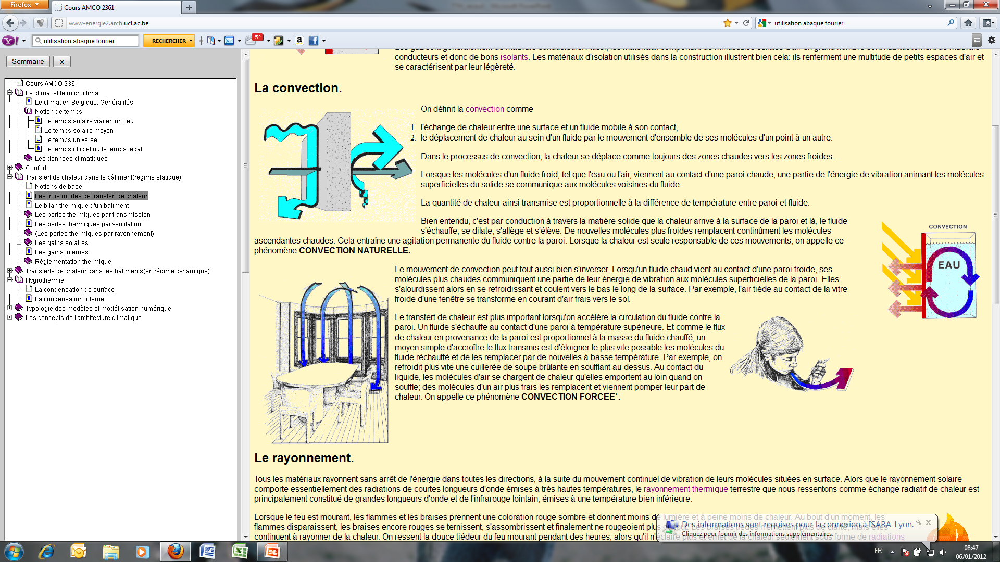 Firefox
Cours AMCO 2361
www-energie2.arch.ucl.ac.be
utilisation abaque fourier
utilisation abaque fourier
RECHERCHER
5°
Sommaire
x
Cours AMCO 2361
Le climat et le microclimat
Le climat en Belgique: Généralités
Notion de temps
Le temps solaire vrai en un lieu
Le temps solaire moyen
Le temps universel
Le temps officiel ou le temps légal
Les données climatiques
Confort
Transfert de chaleur dans le bâtiment(régime statique)
Notions de base
Les trois modes de transfert de chaleur
Le bilan thermique d'un bâtiment
Les pertes thermiques par transmission
Les pertes thermiques par ventilation
(Les pertes thermiques par rayonnement)
Les gains solaires
Les gains internes
Réglementation thermique
Transferts de chaleur dans les bâtiments(en régime dynamique)
Hygrothermie
La condensation de surface
La condensation interne
Typologie des modèles et modélisation numérique
Les concepts de l'architecture climatique
conducteurs et donc de bons isolants. Les matériaux d'isolation utilisés dans la construction illustrent bien cela: ils renferment une multitude de petits espaces d'air et
se caractérisent par leur légèreté.
La convection.
On définit la convection comme
1. l'échange de chaleur entre une surface et un fluide mobile à son contact,
2. le déplacement de chaleur au sein d'un fluide par le mouvement d'ensemble de ses molécules d'un point à un autre.
Dans le processus de convection, la chaleur se déplace comme toujours des zones chaudes vers les zones froides.
Lorsque les molécules d'un fluide froid, tel que l'eau ou l'air, viennent au contact d'une paroi chaude, une partie de l'énergie de vibration animant les molécules
superficielles du solide se communique aux molécules voisines du fluide.
La quantité de chaleur ainsi transmise est proportionnelle à la différence de température entre paroi et fluide.
Bien entendu, c'est par conduction à travers la matière solide que la chaleur arrive à la surface de la paroi et là, le fluide
s'échauffe, se dilate, s'allège et s'élève. De nouvelles molécules plus froides remplacent continûment les molécules
ascendantes chaudes. Cela entraîne une agitation permanente du fluide contre la paroi. Lorsque la chaleur est seule responsable de ces mouvements, on appelle ce
phénomène CONVECTION NATURELLE.
CONVECTION
EAU
Le mouvement de convection peut tout aussi bien s'inverser. Lorsqu'un fluide chaud vient au contact d'une paroi froide, ses
molécules plus chaudes communiquent une partie de leur énergie de vibration aux molécules superficielles de la paroi. Elles
s'alourdissent alors en se refroidissant et coulent vers le bas le long de la surface. Par exemple, l'air tiède au contact de la vitre
froide d'une fenêtre se transforme en courant d'air frais vers le sol.
Le transfert de chaleur est plus important lorsqu'on accélère la circulation du fluide contre la
paroi. Un fluide s'échauffe au contact d'une paroi à température supérieure. Et comme le flux
de chaleur en provenance de la paroi est proportionnel à la masse du fluide chauffé, un
moyen simple d'accroître le flux transmis est d'éloigner le plus vite possible les molécules du
fluide réchauffé et de les remplacer par de nouvelles à basse température. Par exemple, on
refroidit plus vite une cuillerée de soupe brûlante en soufflant au-dessus. Au contact du
liquide, les molécules d'air se chargent de chaleur qu'elles emportent au loin quand on
souffle; des molécules d'un air plus frais les remplacent et viennent pomper leur part de
chaleur. On appelle ce phénomène CONVECTION FORCEE*.
Le rayonnement.
Tous les matériaux rayonnent sans arrêt de l'énergie dans toutes les directions, à la suite du mouvement continuel de vibration de leurs molécules situées en surface. Alors que le rayonnement solaire
comporte essentiellement des radiations de courtes longueurs d'onde émises à très hautes températures, le rayonnement thermique terrestre que nous ressentons comme échange radiatif de chaleur est
principalement constitué de grandes longueurs d'onde et de l'infrarouge lointain, émises à une température bien inférieure.
Lorsque le feu est mourant, les flammes et les braises prennent une coloration rouge sombre et donnent moins de lumière et à peine moins de chaleur. Au bout d'un moment, les
flammes disparaissent, les braises encore rouges se ternissent, s'assombrissent et finalement ne rougeoient plus
continuent à rayonner de la chaleur. On ressent la douce tiédeur du feu mourant pendant des heures, alors qu'il n'éclaire plus et émet de la chaleur seulement sous forme de radiations
Des informations sont requises pour la connexion à ISARA-Lyon.
Cliquez pour fournir des informations supplémentaires.
FR
08:47
06/01/2012